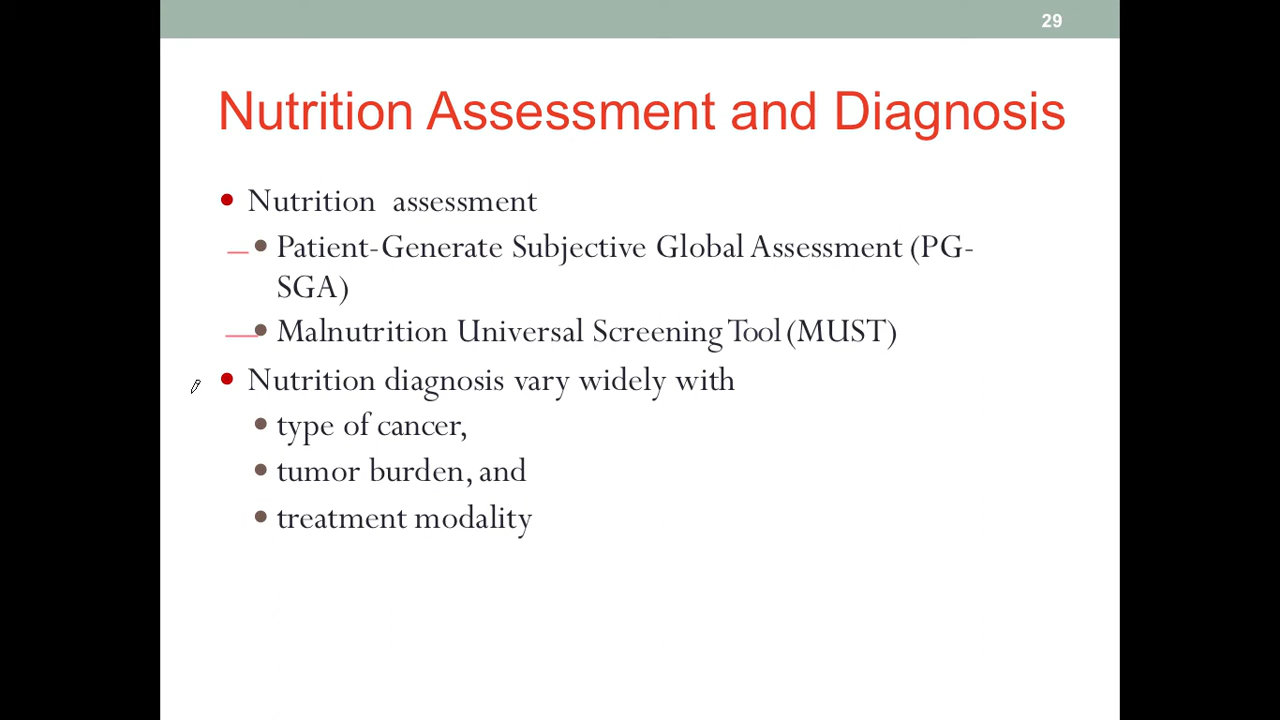 29
Nutrition Assessment and Diagnosis
Nutrition assessment
Patient-Generate Subjective Global Assessment (PG-
SGA)
Malnutrition Universal Screening Tool (MUST)
Nutrition diagnosis vary widely with
type of cancer,
tumor burden, and
treatment modality